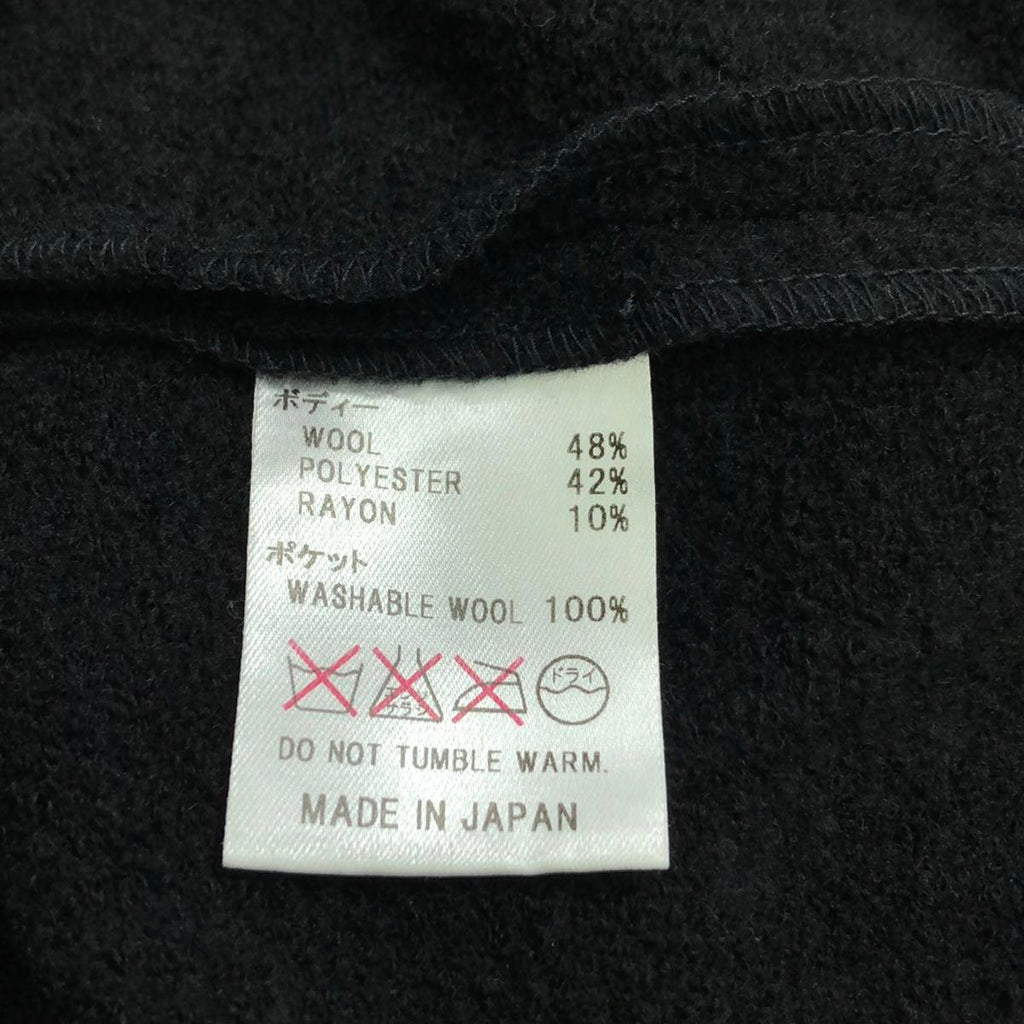 ボディー
WOOL 48%
POLYESTER 42%
RAYON 10%
ポケット
WASHABLE WOOL 100%
ドライ
DO NOT TUMBLE WARM.
MADE IN JAPAN